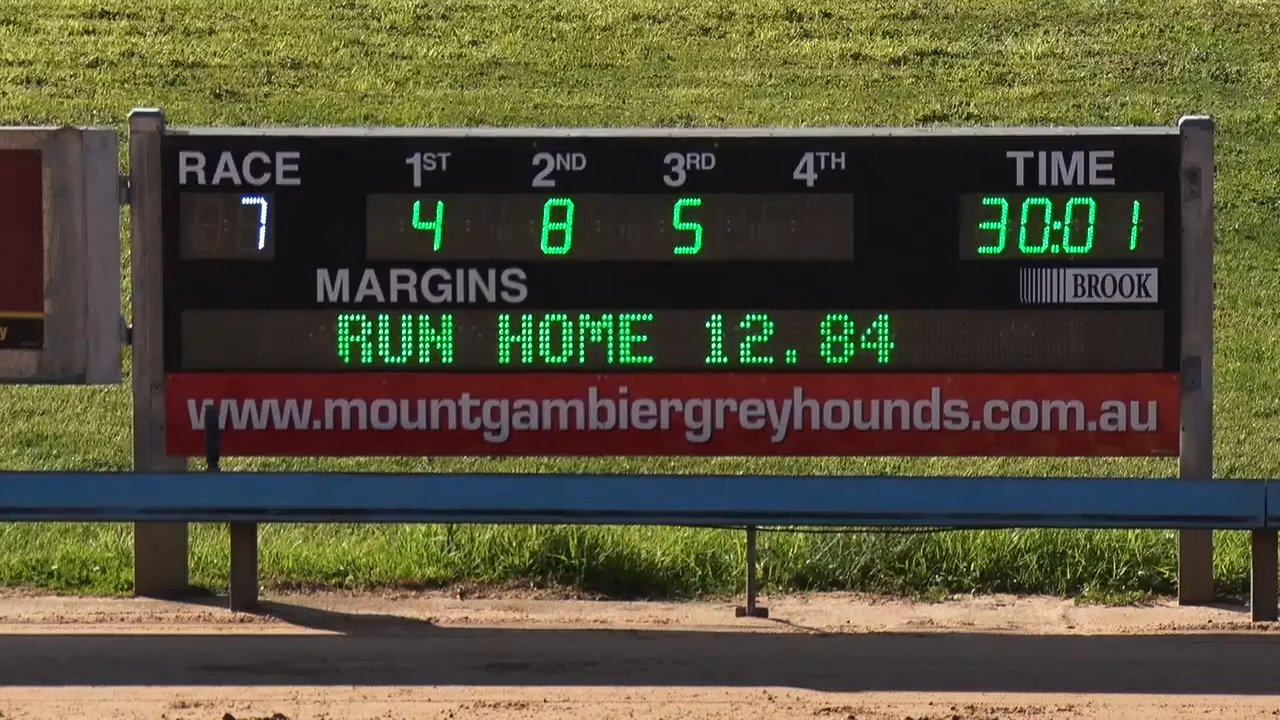 RACE 1ST 2ND 3RD 4TH TIME
7 4 8 5 30:01
MARGINS BROOK
RUN HOME 12.84
www.mountgambiergreyhounds.com.au